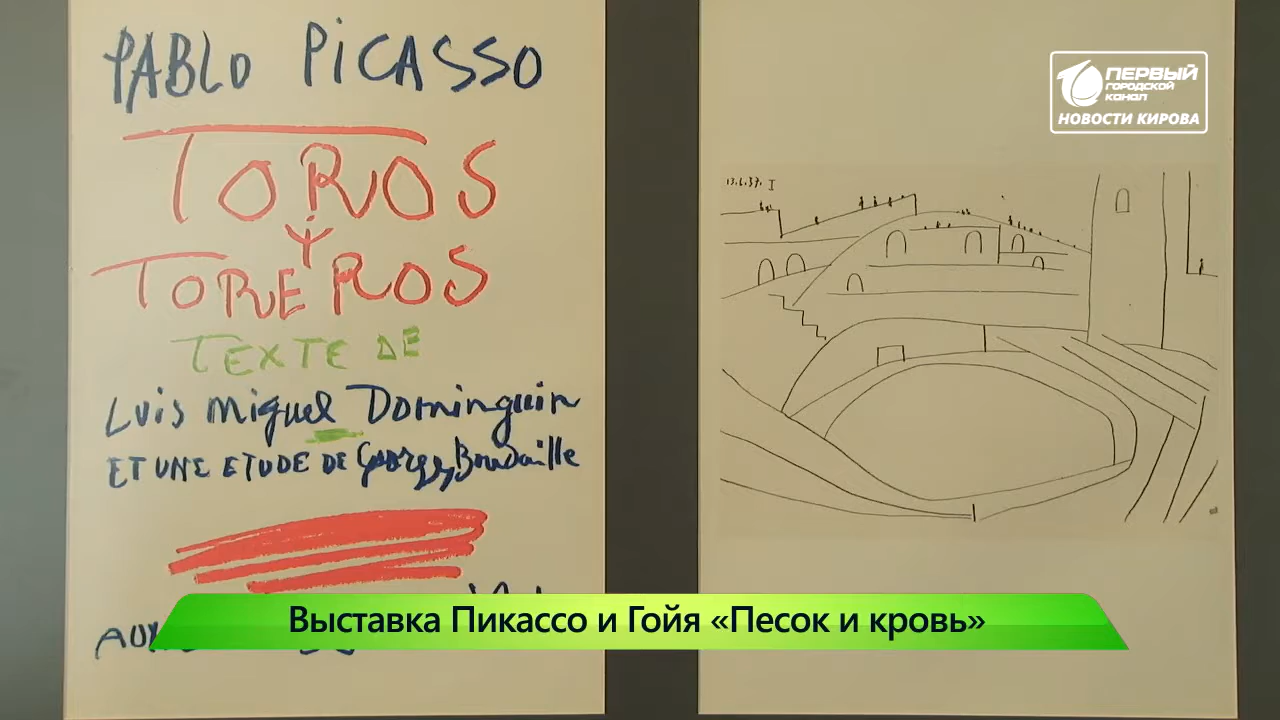 PABLO PiCASSO
TOROS
Y
TOREROS
TEXTE DE
Luis Miguel Dominguin
ET UNE ETUDE DE Georges Boudaille
ПЕРВЫЙ
ГОРОДСКОЙ
КАНАЛ
НОВОСТИ КИРОВА
I
Выставка Пикассо и Гойя «Песок и кровь»